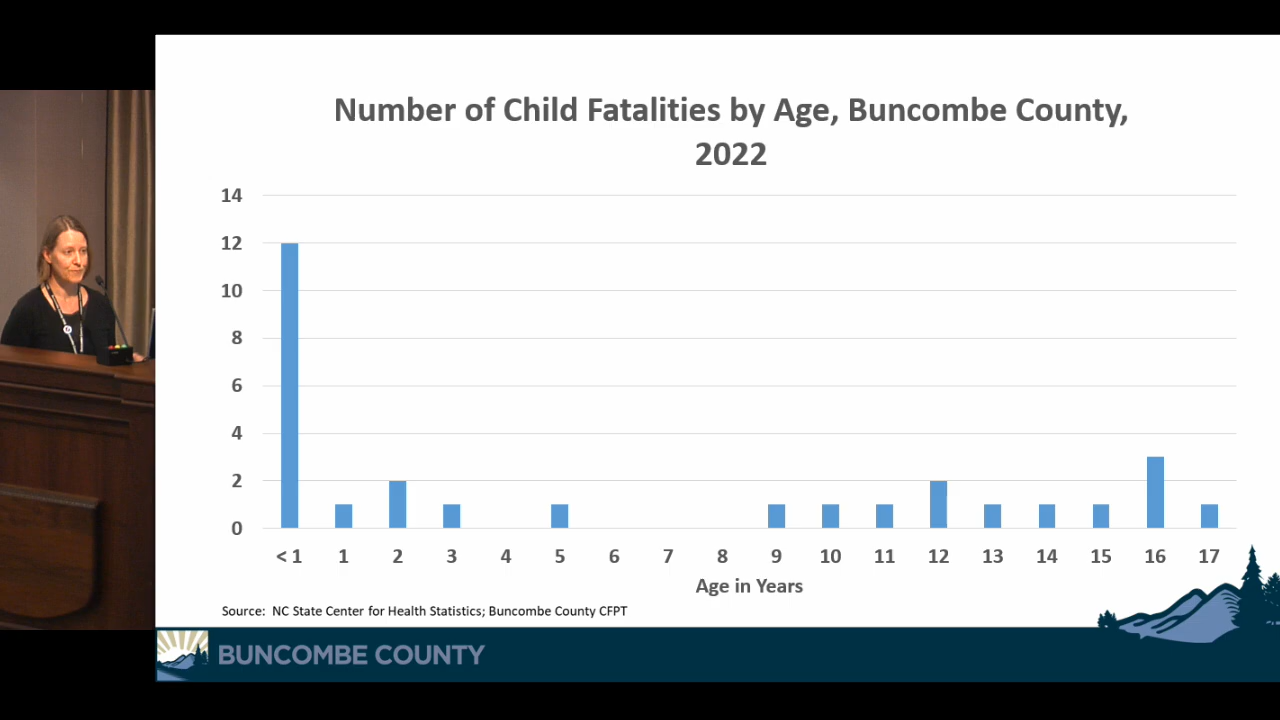 Number of Child Fatalities by Age, Buncombe County,
2022
14
12
10
8
6
4
2
0
< 1 1 2 3 4 5 6 7 8 9 10 11 12 13 14 15 16 17
Age in Years
Source: NC State Center for Health Statistics; Buncombe County CFPT
BUNCOMBE COUNTY